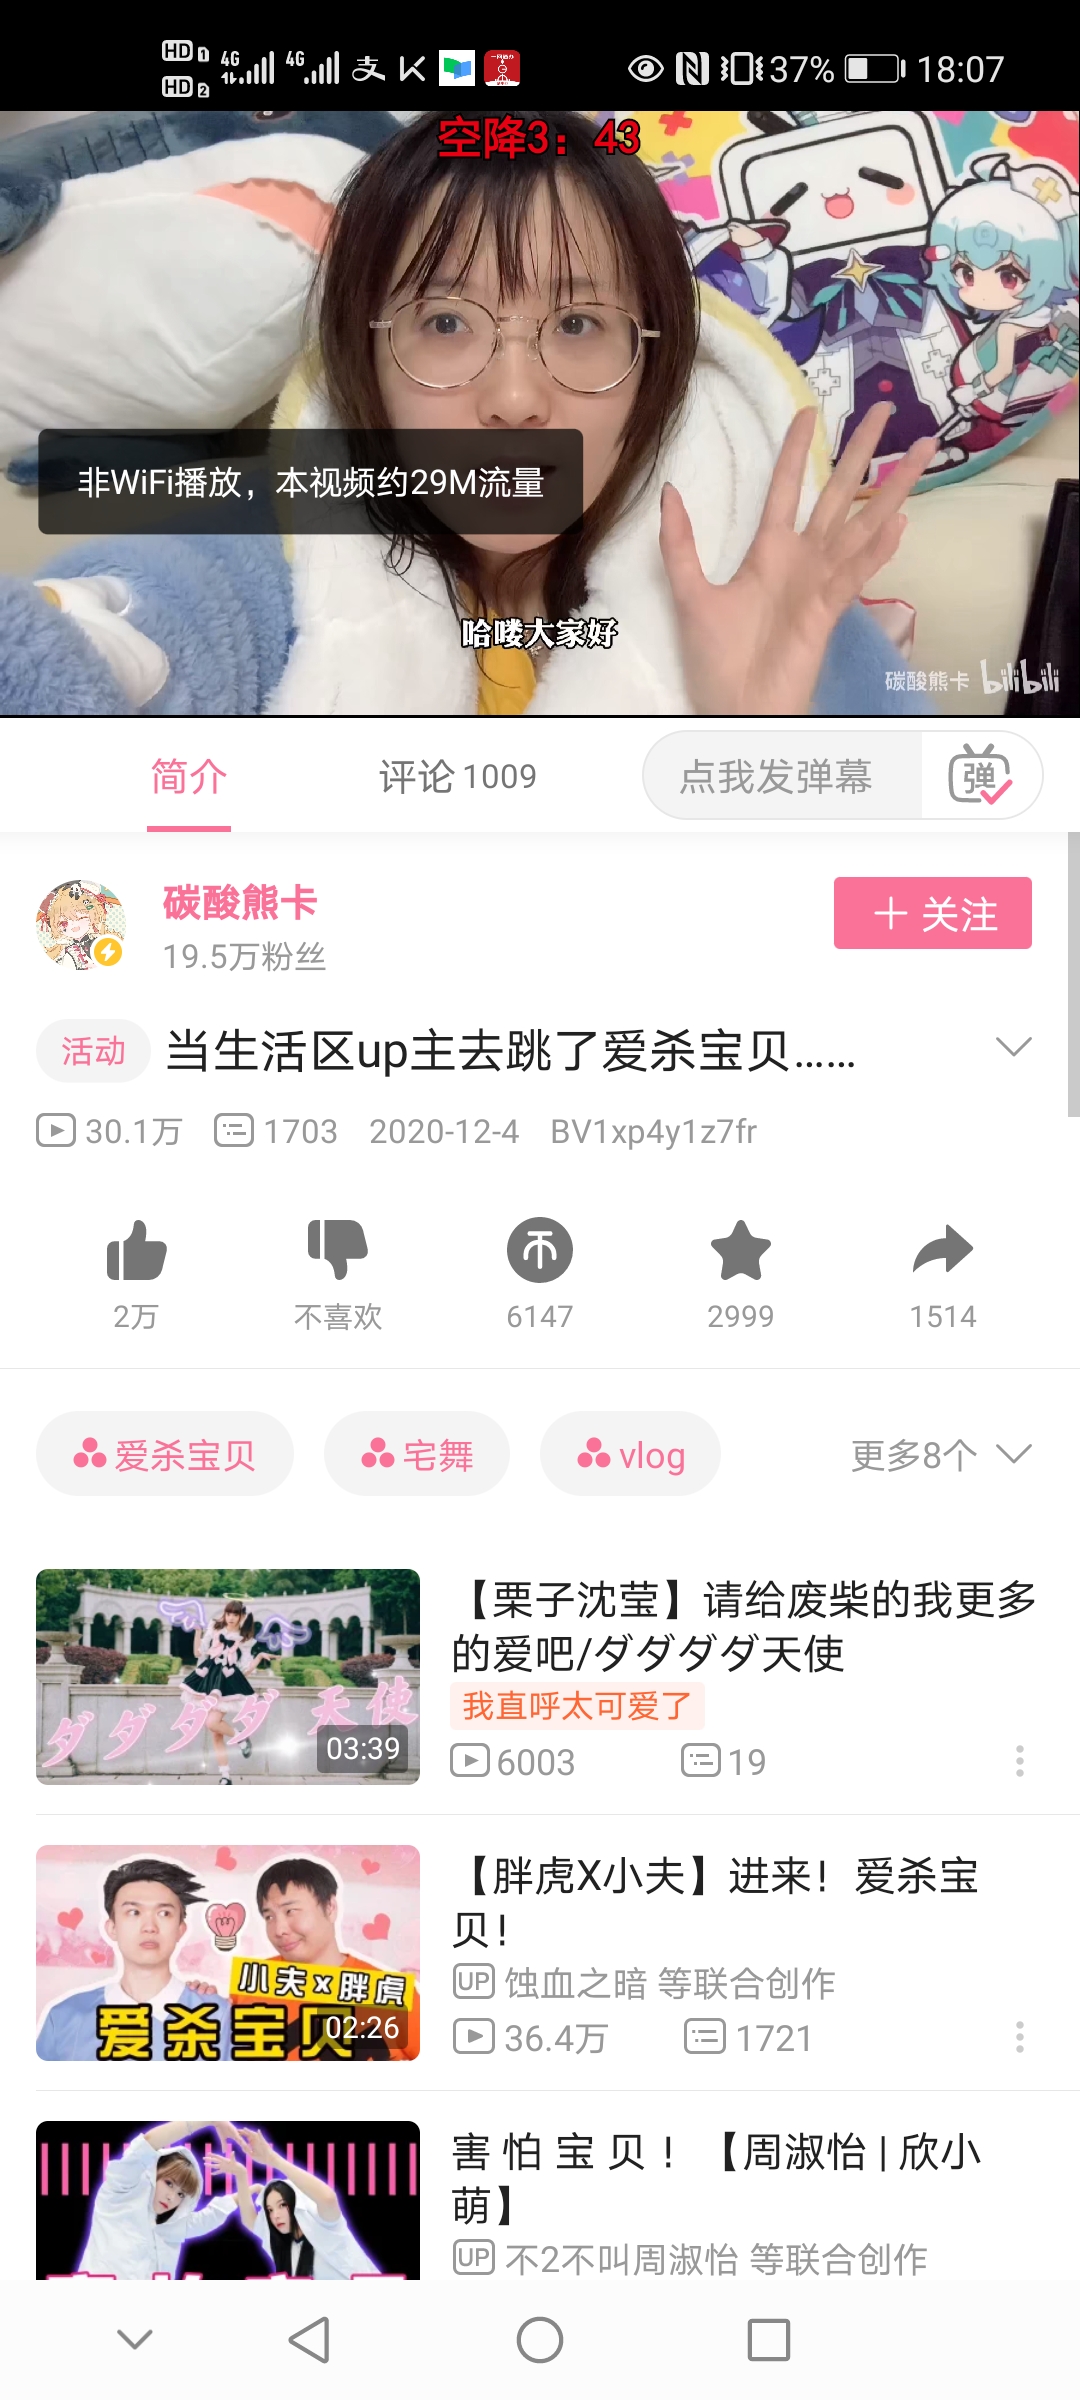 HD 1 4G 4G 支 K 37% 18:07
HD 2
空降3：43
非WiFi播放，本视频约29M流量
哈喽大家好
碳酸熊卡 bilibili
简介 评论 1009 点我发弹幕 弹
碳酸熊卡
19.5万粉丝
+ 关注
活动 当生活区up主去跳了爱杀宝贝……
30.1万 1703 2020-12-4 BV1xp4y1z7fr
2万 不喜欢 6147 2999 1514
爱杀宝贝 宅舞 vlog 更多8个
ダダダダ天使
03:39
【栗子沈莹】请给废柴的我更多
的爱吧/ダダダダ天使
我直呼太可爱了
6003 19
小夫x胖虎
爱杀宝贝
02:26
【胖虎X小夫】进来！爱杀宝
贝！
UP 蚀血之暗 等联合创作
36.4万 1721
害 怕 宝 贝 ！【周淑怡 | 欣小
萌】
UP 不2不叫周淑怡 等联合创作